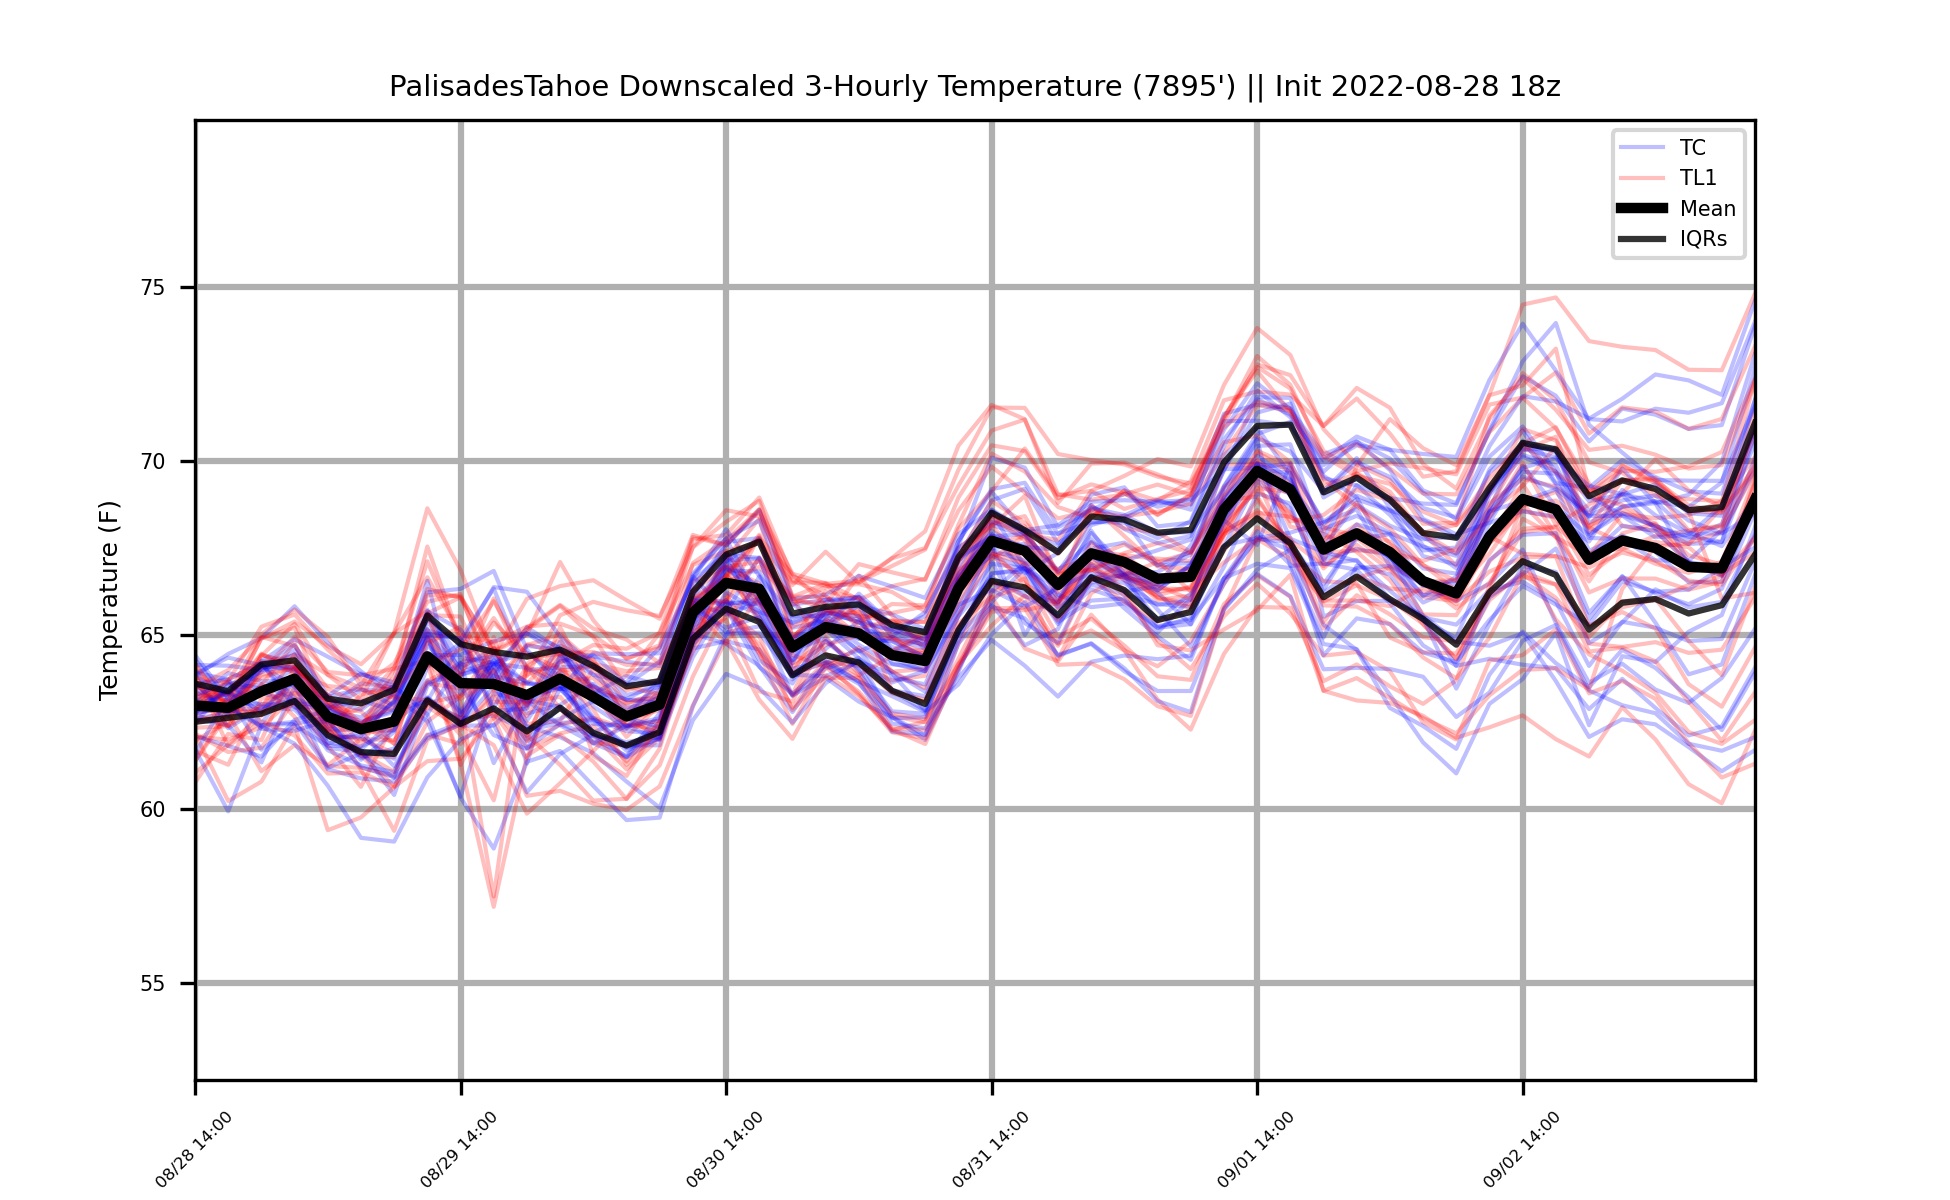 PalisadesTahoe Downscaled 3-Hourly Temperature (7895') || Init 2022-08-28 18z
TC
TL1
Mean
IQRs
Temperature (F)
75
70
65
60
55
08/28 14:00
08/29 14:00
08/30 14:00
08/31 14:00
09/01 14:00
09/02 14:00